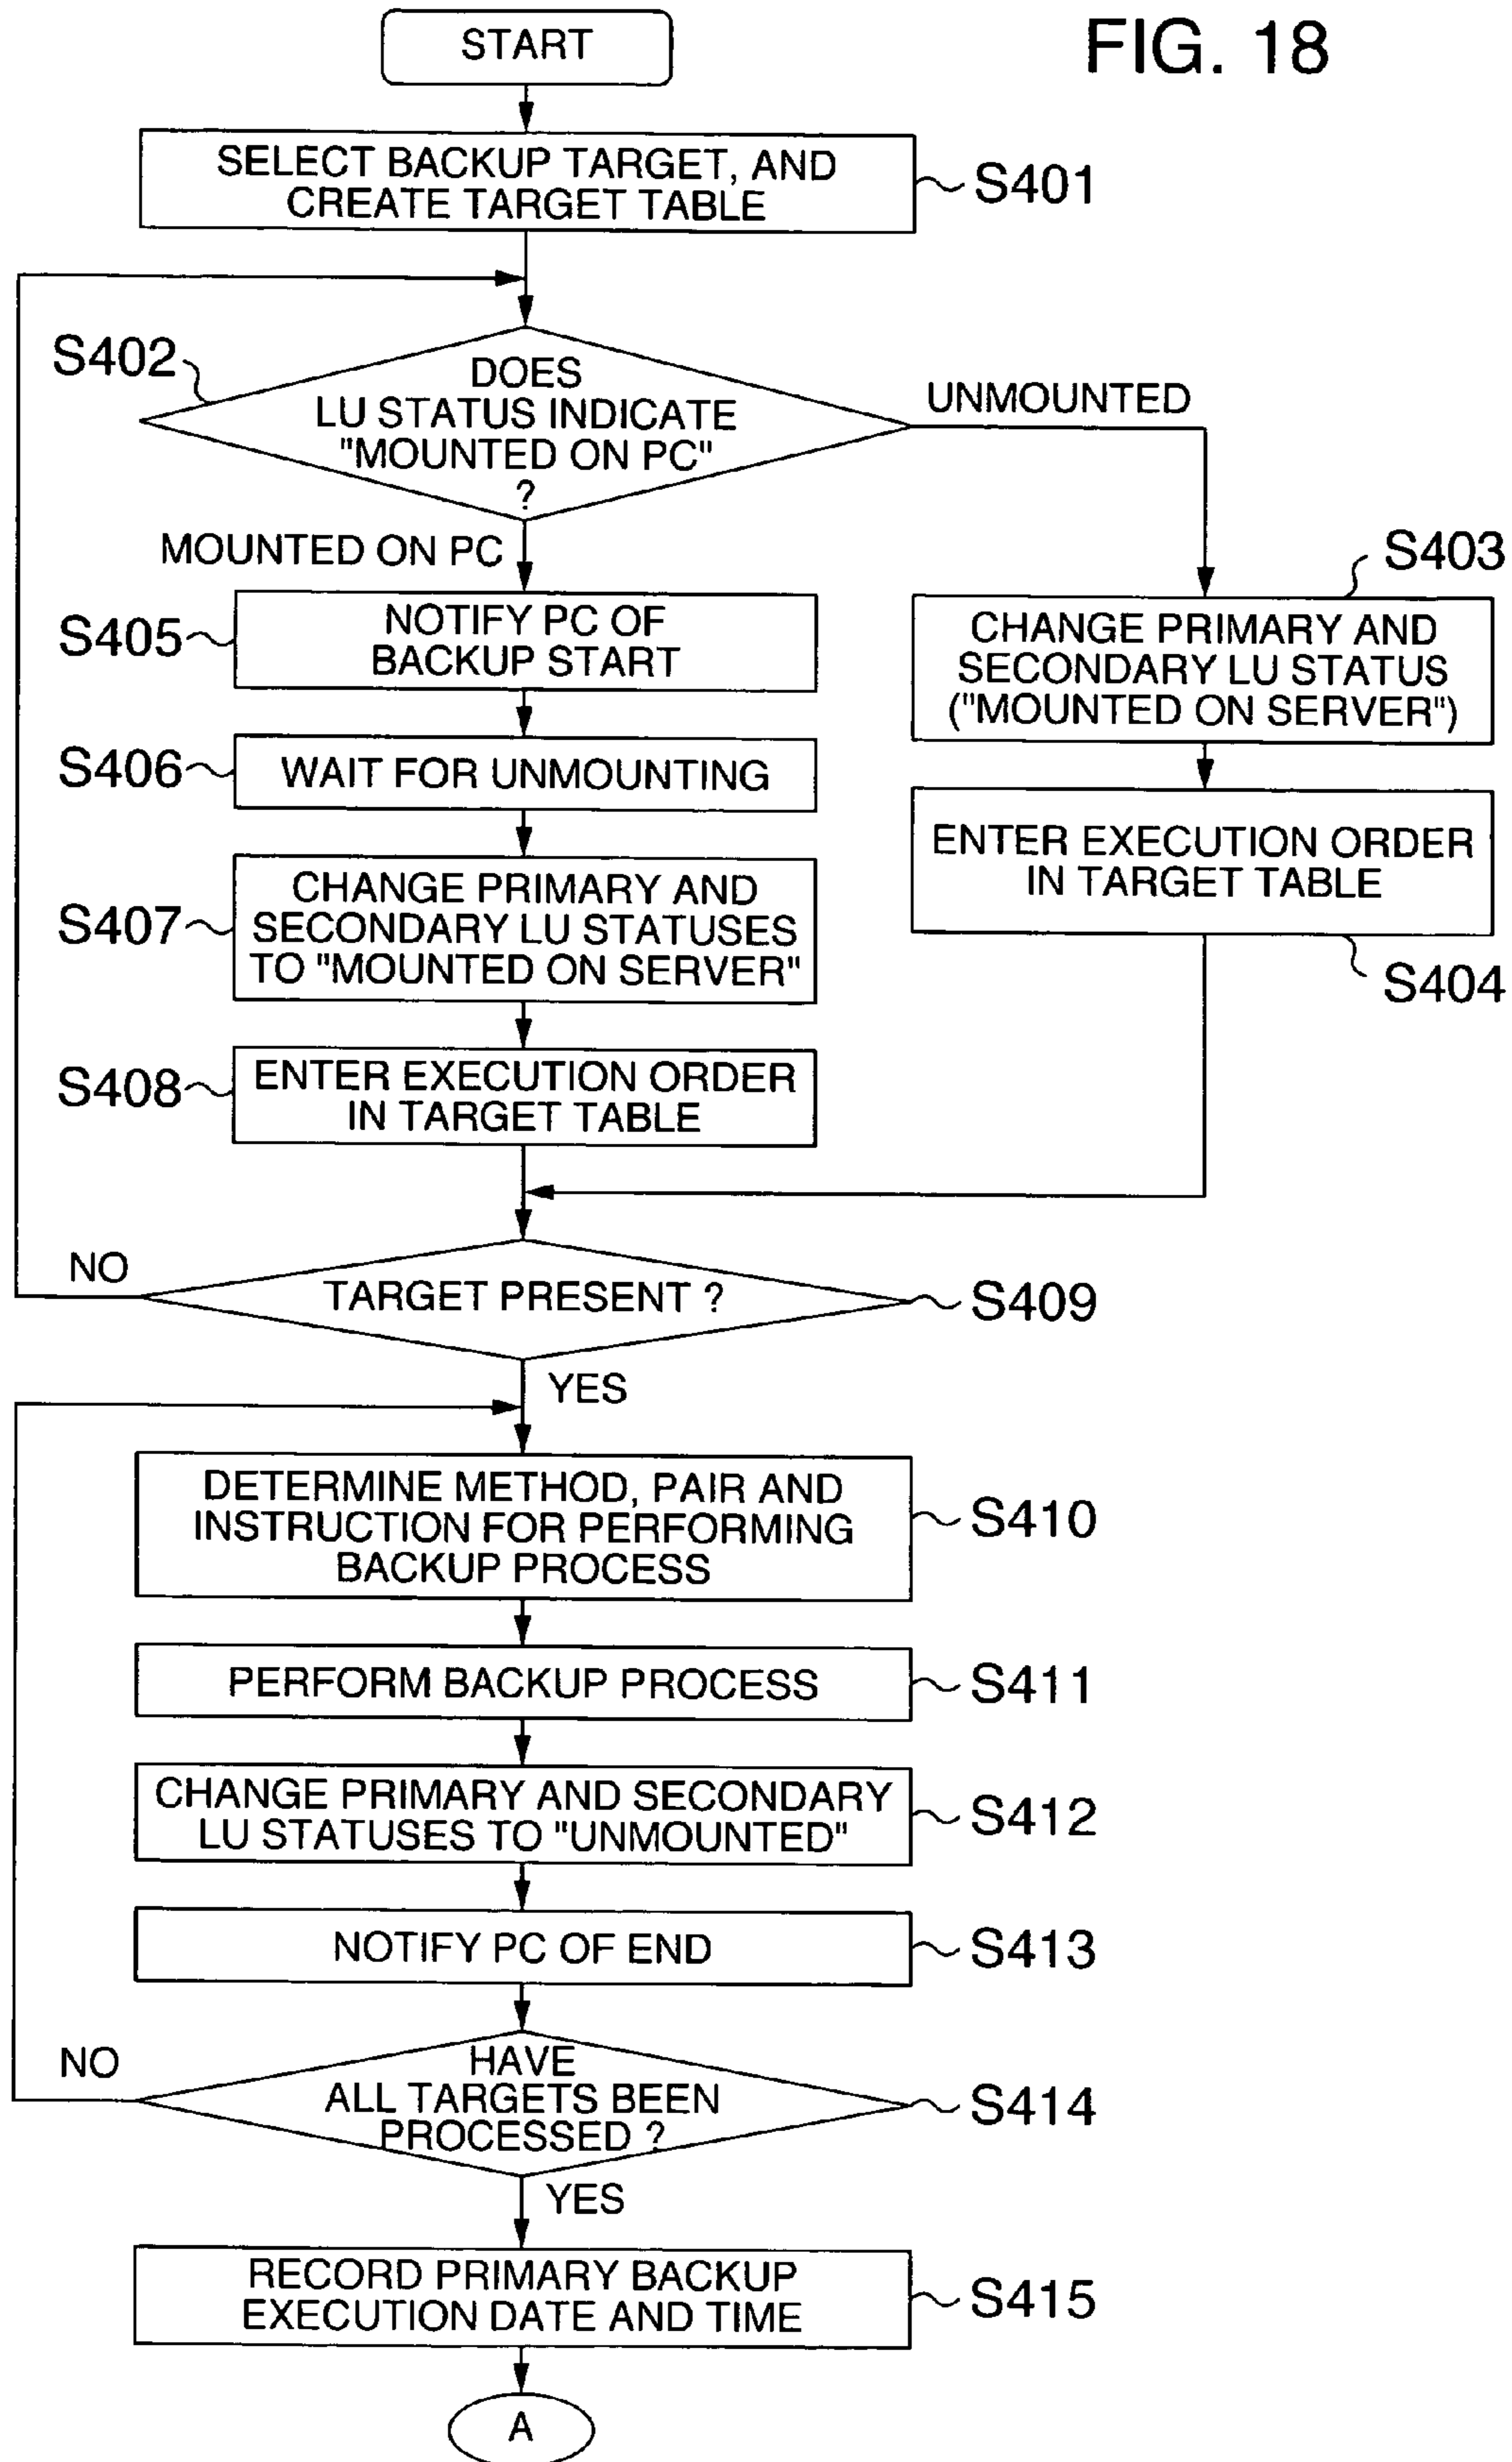 FIG. 18
START
SELECT BACKUP TARGET, AND
CREATE TARGET TABLE
S401
S402
DOES
LU STATUS INDICATE
"MOUNTED ON PC"
?
UNMOUNTED
MOUNTED ON PC
S403
CHANGE PRIMARY AND
SECONDARY LU STATUS
("MOUNTED ON SERVER")
ENTER EXECUTION ORDER
IN TARGET TABLE
S404
S405
NOTIFY PC OF
BACKUP START
S406
WAIT FOR UNMOUNTING
S407
CHANGE PRIMARY AND
SECONDARY LU STATUSES
TO "MOUNTED ON SERVER"
S408
ENTER EXECUTION ORDER
IN TARGET TABLE
NO
TARGET PRESENT ?
S409
YES
DETERMINE METHOD, PAIR AND
INSTRUCTION FOR PERFORMING
BACKUP PROCESS
S410
PERFORM BACKUP PROCESS
S411
CHANGE PRIMARY AND SECONDARY
LU STATUSES TO "UNMOUNTED"
S412
NOTIFY PC OF END
S413
NO
HAVE
ALL TARGETS BEEN
PROCESSED ?
S414
YES
RECORD PRIMARY BACKUP
EXECUTION DATE AND TIME
S415
A